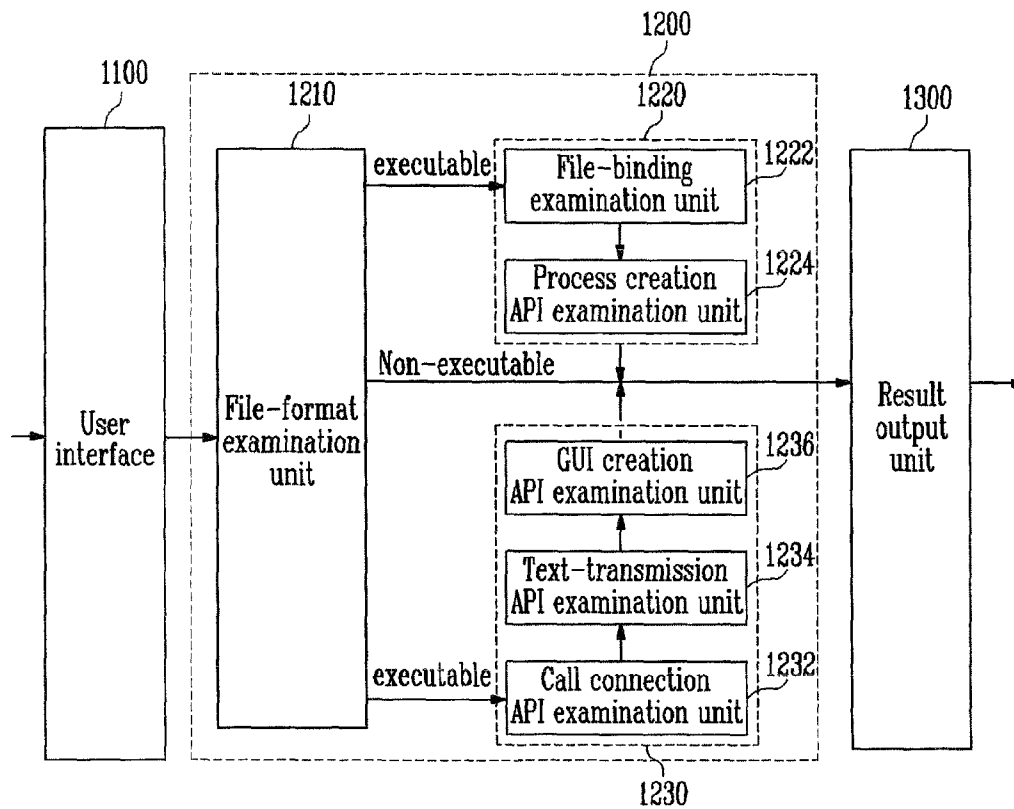 1200
1100
1210
1220
1300
executable
File-binding
examination unit
1222
Process creation
API examination unit
1224
Non-executable
User
interface
File-format
examination
unit
Result
output
unit
GUI creation
API examination unit
1236
Text-transmission
API examination unit
1234
executable
Call connection
API examination unit
1232
1230